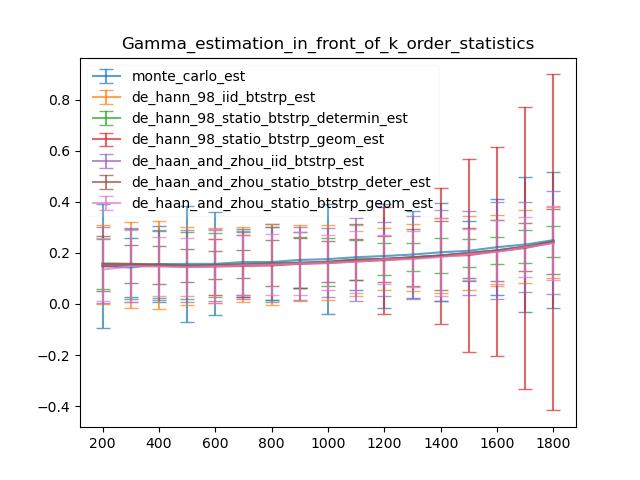 Gamma_estimation_in_front_of_k_order_statistics
monte_carlo_est
de_hann_98_iid_btstrp_est
de_hann_98_statio_btstrp_determin_est
de_hann_98_statio_btstrp_geom_est
de_haan_and_zhou_iid_btstrp_est
de_haan_and_zhou_statio_btstrp_deter_est
de_haan_and_zhou_statio_btstrp_geom_est
0.8
0.6
0.4
0.2
0.0
−0.2
−0.4
200 400 600 800 1000 1200 1400 1600 1800